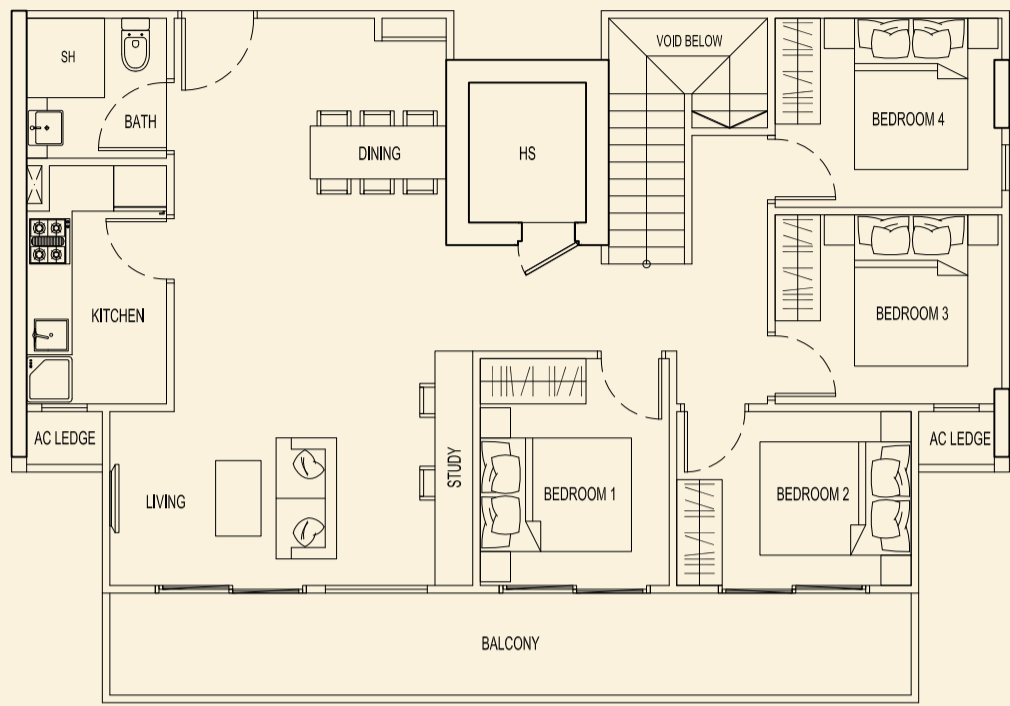 VOID BELOW
SH
BATH
BEDROOM 4
DINING
HS
KITCHEN
BEDROOM 3
AC LEDGE
AC LEDGE
STUDY
LIVING
BEDROOM 1
BEDROOM 2
BALCONY